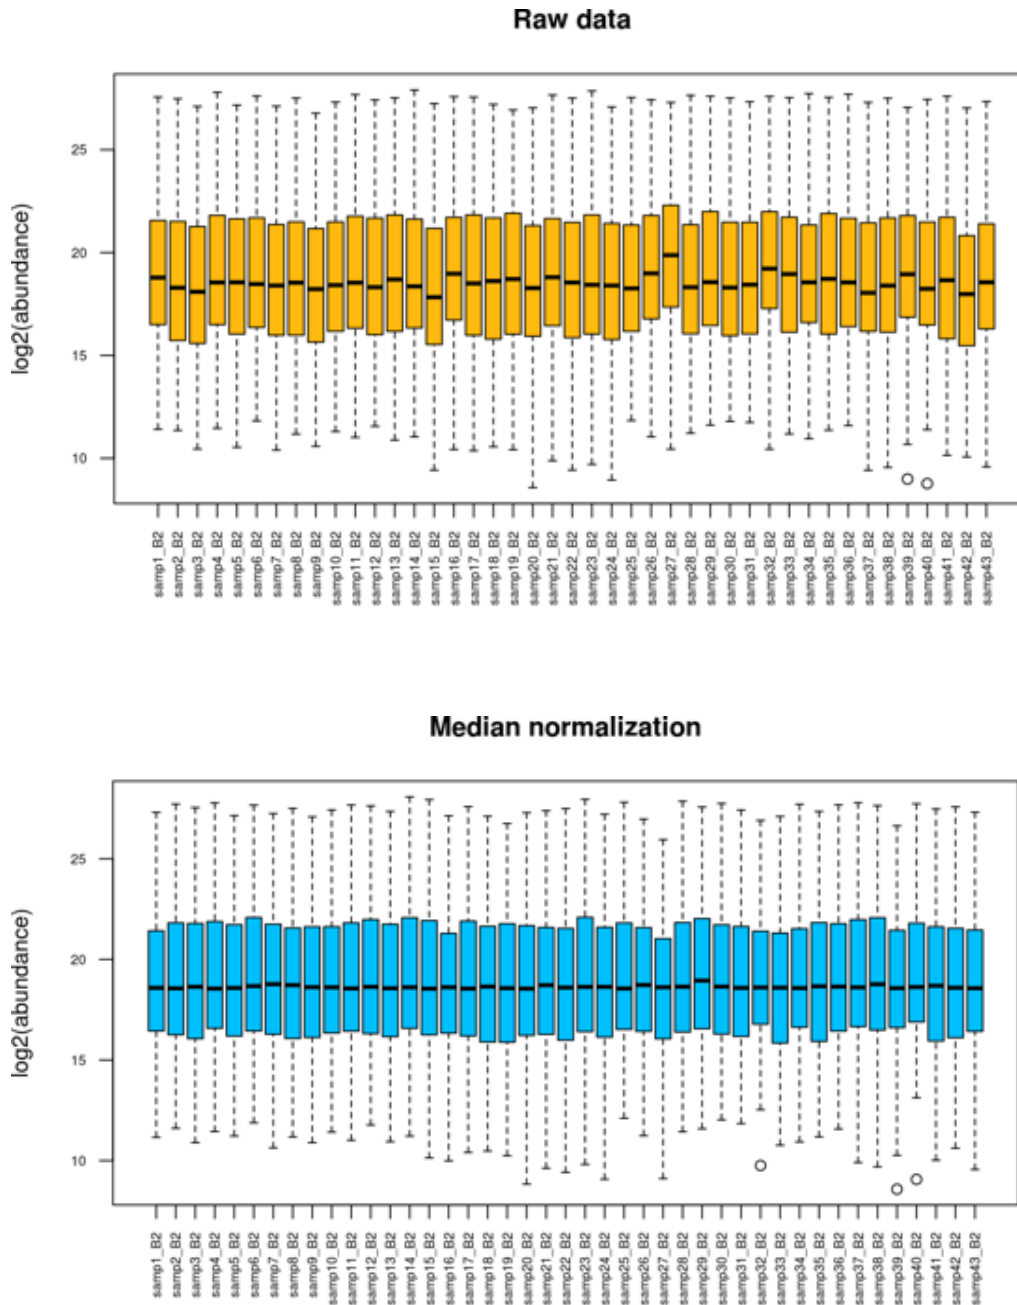 Raw data
log2(abundance)
25
20
15
10
samp1_B2
samp2_B2
samp3_B2
samp4_B2
samp5_B2
samp6_B2
samp7_B2
samp8_B2
samp9_B2
samp10_B2
samp11_B2
samp12_B2
samp13_B2
samp14_B2
samp15_B2
samp16_B2
samp17_B2
samp18_B2
samp19_B2
samp20_B2
samp21_B2
samp22_B2
samp23_B2
samp24_B2
samp25_B2
samp26_B2
samp27_B2
samp28_B2
samp29_B2
samp30_B2
samp31_B2
samp32_B2
samp33_B2
samp34_B2
samp35_B2
samp36_B2
samp37_B2
samp38_B2
samp39_B2
samp40_B2
samp41_B2
samp42_B2
samp43_B2
Median normalization
log2(abundance)
25
20
15
10
samp1_B2
samp2_B2
samp3_B2
samp4_B2
samp5_B2
samp6_B2
samp7_B2
samp8_B2
samp9_B2
samp10_B2
samp11_B2
samp12_B2
samp13_B2
samp14_B2
samp15_B2
samp16_B2
samp17_B2
samp18_B2
samp19_B2
samp20_B2
samp21_B2
samp22_B2
samp23_B2
samp24_B2
samp25_B2
samp26_B2
samp27_B2
samp28_B2
samp29_B2
samp30_B2
samp31_B2
samp32_B2
samp33_B2
samp34_B2
samp35_B2
samp36_B2
samp37_B2
samp38_B2
samp39_B2
samp40_B2
samp41_B2
samp42_B2
samp43_B2